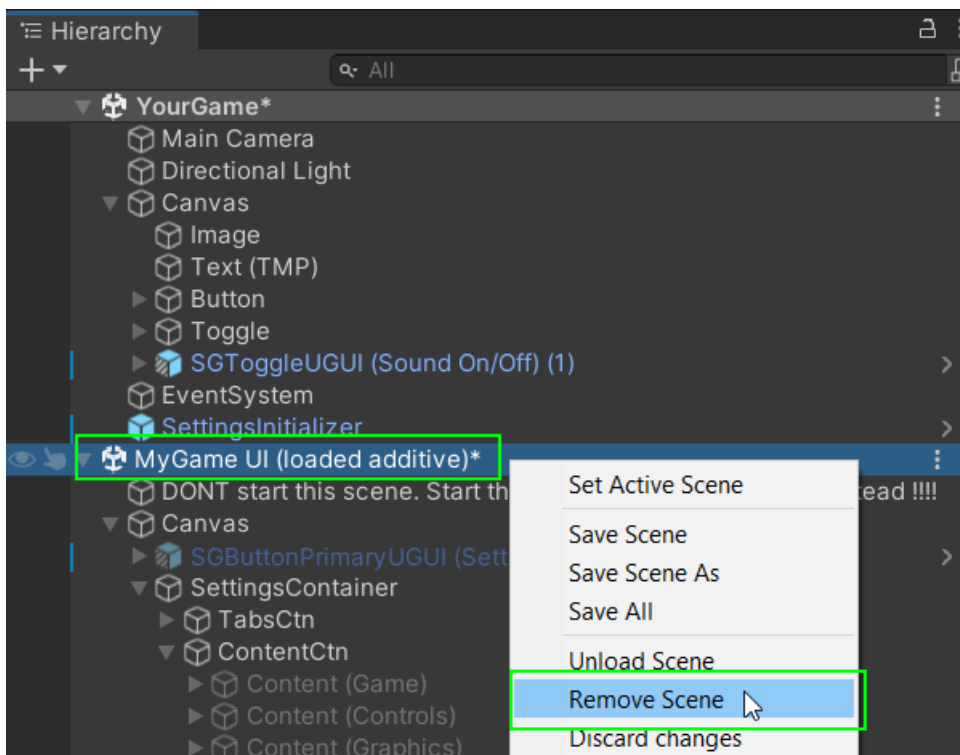 Hierarchy
All
YourGame*
Main Camera
Directional Light
Canvas
Image
Text (TMP)
Button
Toggle
SGToggleUGUI (Sound On/Off) (1)
EventSystem
SettingsInitializer
MyGame UI (loaded additive)*
DONT start this scene. Start th
ead !!!!
Canvas
SGButtonPrimaryUGUI (Sett
SettingsContainer
TabsCtn
ContentCtn
Content (Game)
Content (Controls)
Content (Graphics)
Set Active Scene
Save Scene
Save Scene As
Save All
Unload Scene
Remove Scene
Discard changes